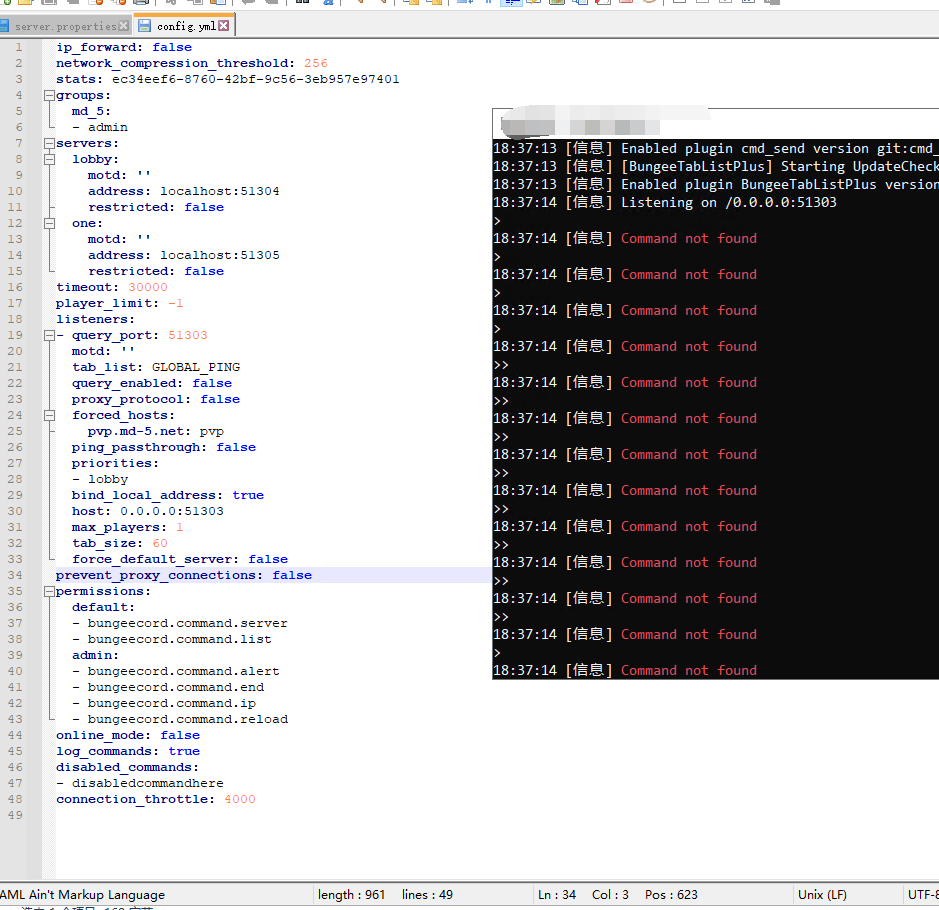 server.properties
config.yml
1 ip_forward: false
2 network_compression_threshold: 256
3 stats: ec34eef6-8760-42bf-9c56-3eb957e97401
4 groups:
5 md_5:
6 - admin
7 servers:
8 lobby:
9 motd: ''
10 address: localhost:51304
11 restricted: false
12 one:
13 motd: ''
14 address: localhost:51305
15 restricted: false
16 timeout: 30000
17 player_limit: -1
18 listeners:
19 - query_port: 51303
20 motd: ''
21 tab_list: GLOBAL_PING
22 query_enabled: false
23 proxy_protocol: false
24 forced_hosts:
25 pvp.md-5.net: pvp
26 ping_passthrough: false
27 priorities:
28 - lobby
29 bind_local_address: true
30 host: 0.0.0.0:51303
31 max_players: 1
32 tab_size: 60
33 force_default_server: false
34 prevent_proxy_connections: false
35 permissions:
36 default:
37 - bungeecord.command.server
38 - bungeecord.command.list
39 admin:
40 - bungeecord.command.alert
41 - bungeecord.command.end
42 - bungeecord.command.ip
43 - bungeecord.command.reload
44 online_mode: false
45 log_commands: true
46 disabled_commands:
47 - disabledcommandhere
48 connection_throttle: 4000
49
18:37:13 [信息] Enabled plugin cmd_send version git:cmd_
18:37:13 [信息] [BungeeTabListPlus] Starting UpdateCheck
18:37:13 [信息] Enabled plugin BungeeTabListPlus version
18:37:14 [信息] Listening on /0.0.0.0:51303
>
18:37:14 [信息] Command not found
>
18:37:14 [信息] Command not found
>
18:37:14 [信息] Command not found
>
18:37:14 [信息] Command not found
>>
18:37:14 [信息] Command not found
>>
18:37:14 [信息] Command not found
>>
18:37:14 [信息] Command not found
>>
18:37:14 [信息] Command not found
>>
18:37:14 [信息] Command not found
>>
18:37:14 [信息] Command not found
>>
18:37:14 [信息] Command not found
>>
18:37:14 [信息] Command not found
>
18:37:14 [信息] Command not found
AML Ain't Markup Language length : 961 lines : 49 Ln : 34 Col : 3 Pos : 623 Unix (LF) UTF-8